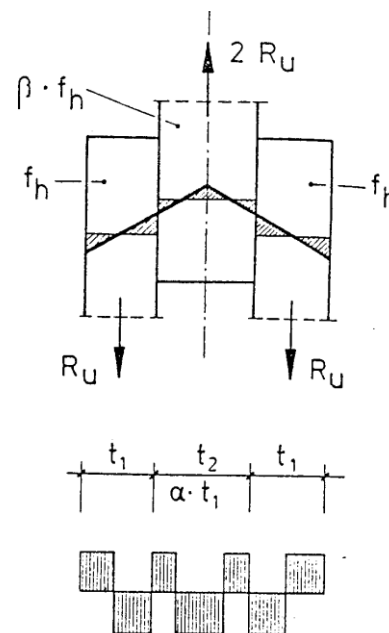 2 Rᵤ
β · fₕ
fₕ
fₕ
Rᵤ
Rᵤ
t₁
t₂
t₁
α · t₁